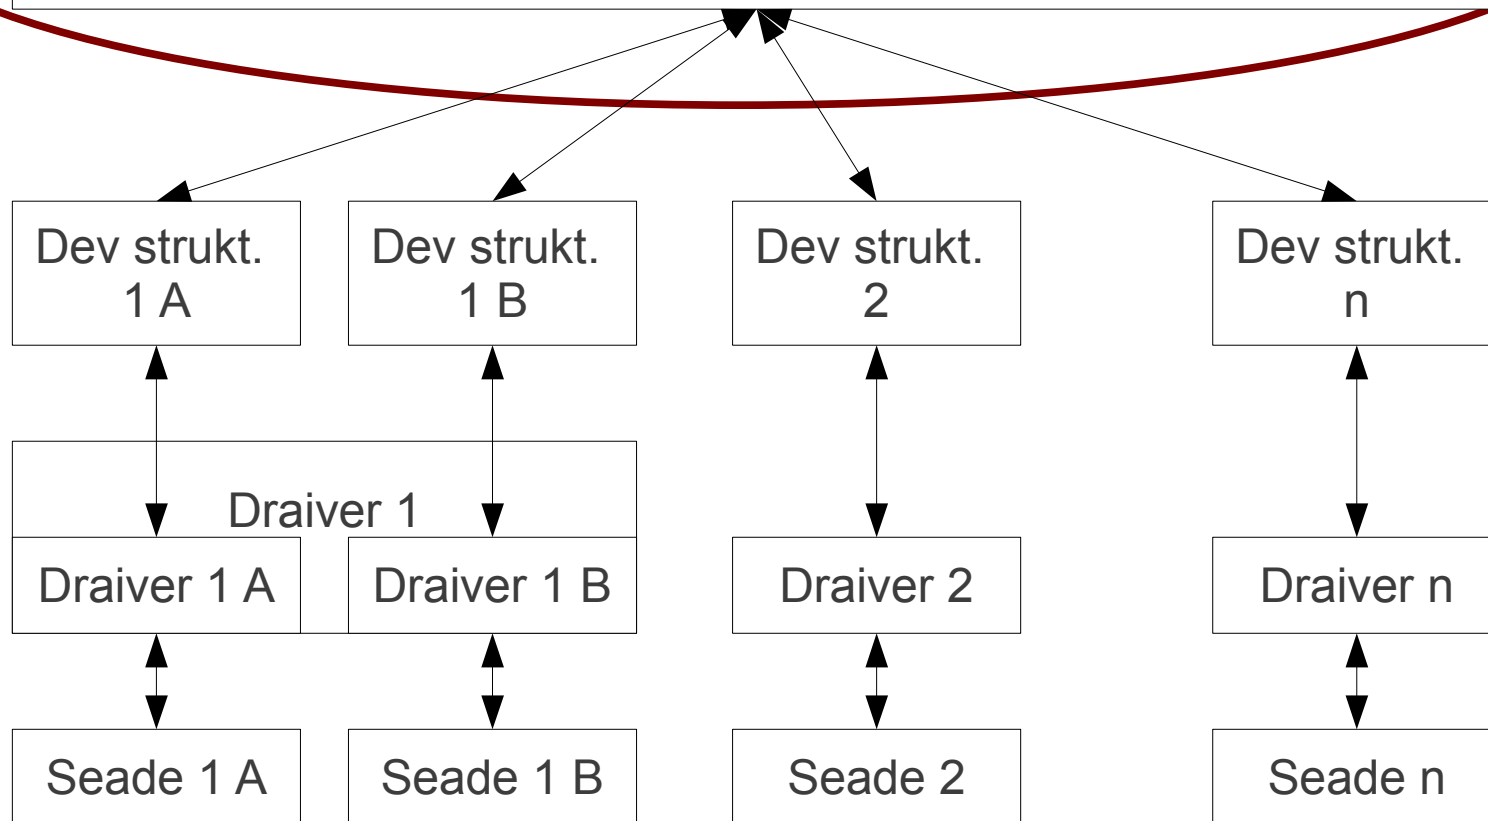 Dev strukt.
1 A
Dev strukt.
1 B
Dev strukt.
2
Dev strukt.
n
Draiver 1
Draiver 1 A
Draiver 1 B
Draiver 2
Draiver n
Seade 1 A
Seade 1 B
Seade 2
Seade n